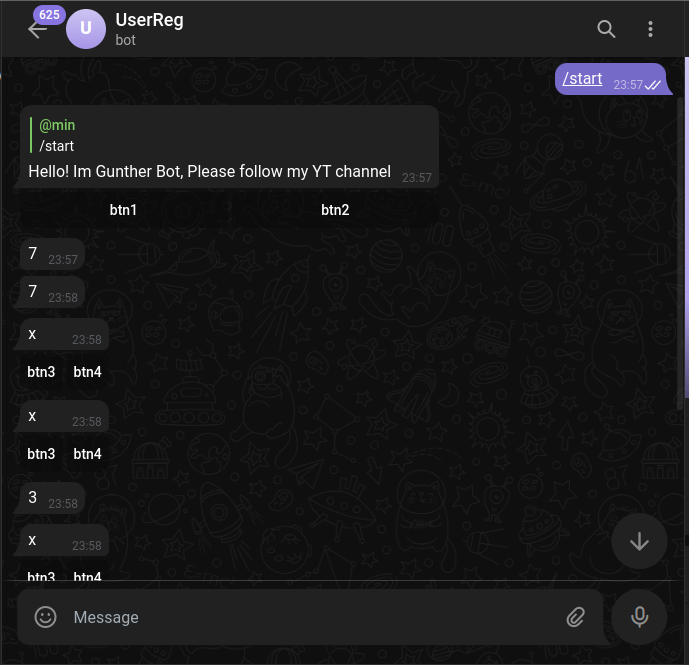 625
U
UserReg
bot
/start 23:57
@min
/start
Hello! Im Gunther Bot, Please follow my YT channel 23:57
btn1 btn2
7 23:57
7 23:58
x 23:58
btn3 btn4
x 23:58
btn3 btn4
3 23:58
x 23:58
btn3 btn4
Message